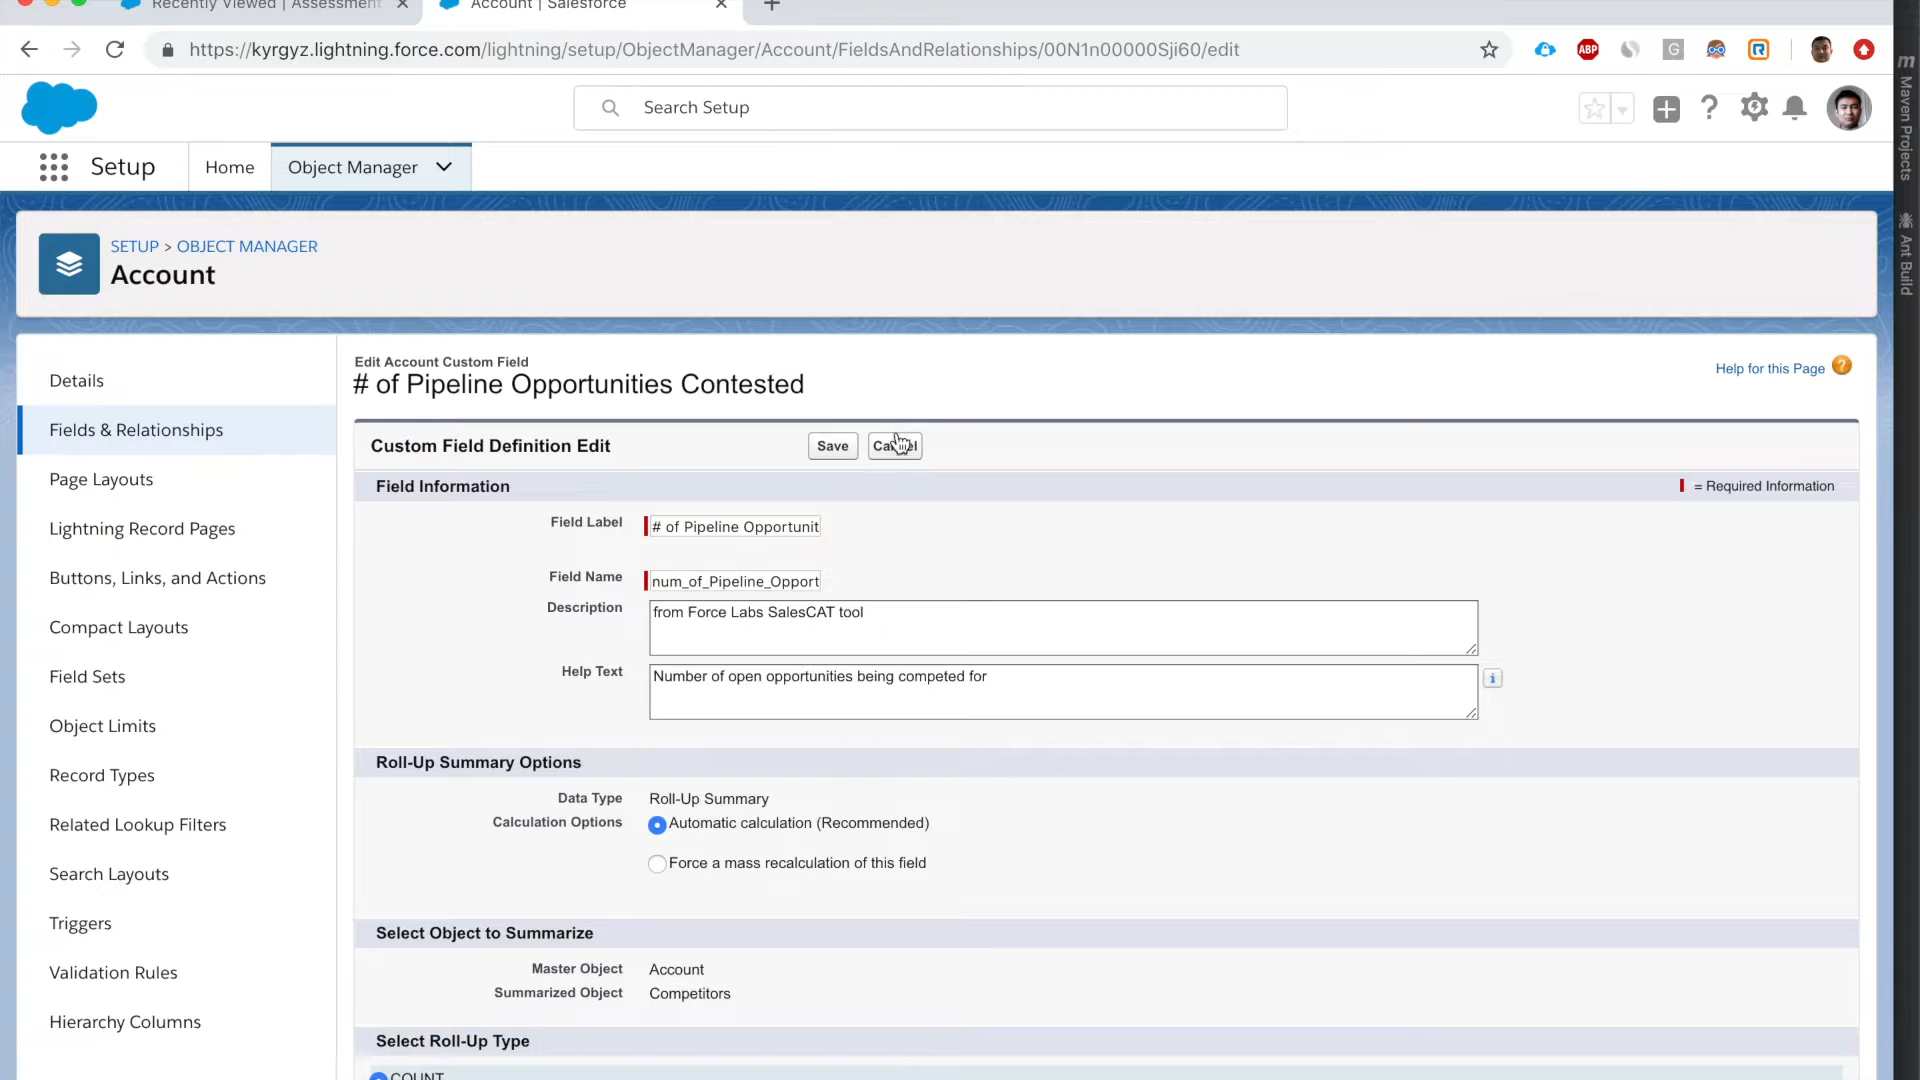 Recently Viewed | Assessment
Account | Salesforce
https://kyrgyz.lightning.force.com/lightning/setup/ObjectManager/Account/FieldsAndRelationships/00N1n00000Sji60/edit
ABP
G
m
Maven Projects
Ant Build
Search Setup
Setup
Home
Object Manager
SETUP > OBJECT MANAGER
Account
Details
Fields & Relationships
Page Layouts
Lightning Record Pages
Buttons, Links, and Actions
Compact Layouts
Field Sets
Object Limits
Record Types
Related Lookup Filters
Search Layouts
Triggers
Validation Rules
Hierarchy Columns
Edit Account Custom Field
# of Pipeline Opportunities Contested
Help for this Page ?
Custom Field Definition Edit
Save
Cancel
Field Information
= Required Information
Field Label
# of Pipeline Opportunit
Field Name
num_of_Pipeline_Opport
Description
from Force Labs SalesCAT tool
Help Text
Number of open opportunities being competed for
i
Roll-Up Summary Options
Data Type
Roll-Up Summary
Calculation Options
Automatic calculation (Recommended)
Force a mass recalculation of this field
Select Object to Summarize
Master Object
Account
Summarized Object
Competitors
Select Roll-Up Type
COUNT